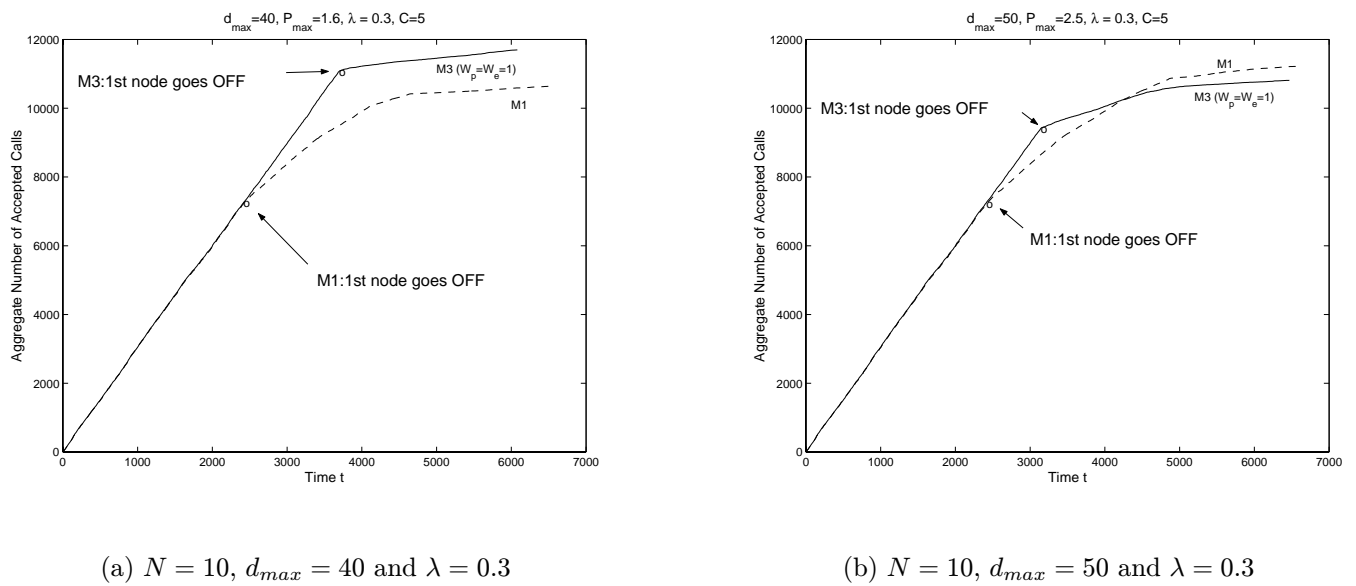 d_max=40, P_max=1.6, λ = 0.3, C=5
12000
10000
8000
6000
4000
2000
0
Aggregate Number of Accepted Calls
M3:1st node goes OFF
M3 (W_p=W_e=1)
M1
M1:1st node goes OFF
0 1000 2000 3000 4000 5000 6000 7000
Time t
(a) N = 10, d_max = 40 and λ = 0.3
d_max=50, P_max=2.5, λ = 0.3, C=5
12000
10000
8000
6000
4000
2000
0
Aggregate Number of Accepted Calls
M1
M3 (W_p=W_e=1)
M3:1st node goes OFF
M1:1st node goes OFF
0 1000 2000 3000 4000 5000 6000 7000
Time t
(b) N = 10, d_max = 50 and λ = 0.3